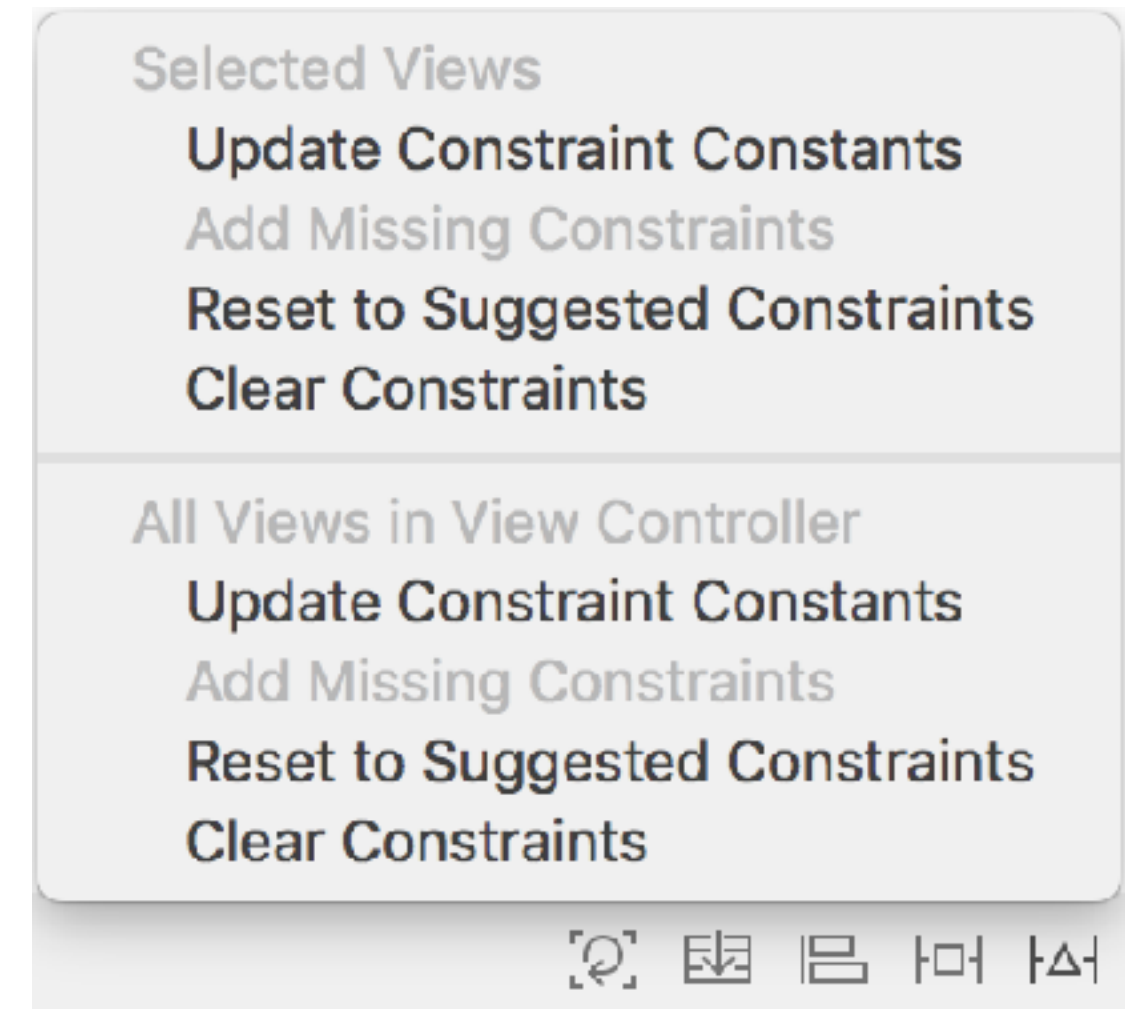 Selected Views
Update Constraint Constants
Add Missing Constraints
Reset to Suggested Constraints
Clear Constraints
All Views in View Controller
Update Constraint Constants
Add Missing Constraints
Reset to Suggested Constraints
Clear Constraints